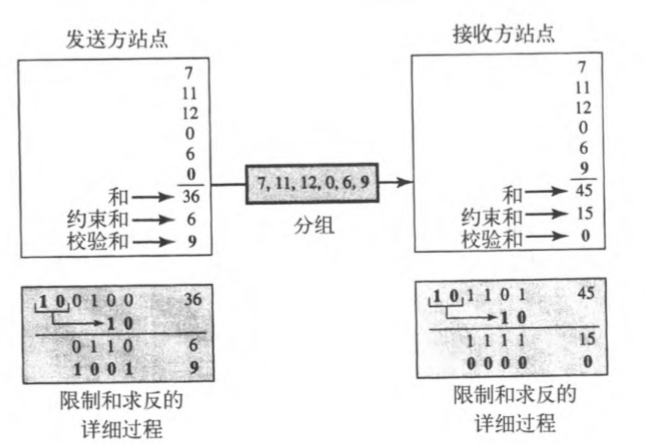 发送方站点
7
11
12
0
6
0
和 36
约束和 6
校验和 9
7, 11, 12, 0, 6, 9
分组
接收方站点
7
11
12
0
6
9
和 45
约束和 15
校验和 0
1 0 0 1 0 0 36
1 0
0 1 1 0 6
1 0 0 1 9
限制和求反的
详细过程
1 0 1 1 0 1 45
1 0
1 1 1 1 15
0 0 0 0 0
限制和求反的
详细过程